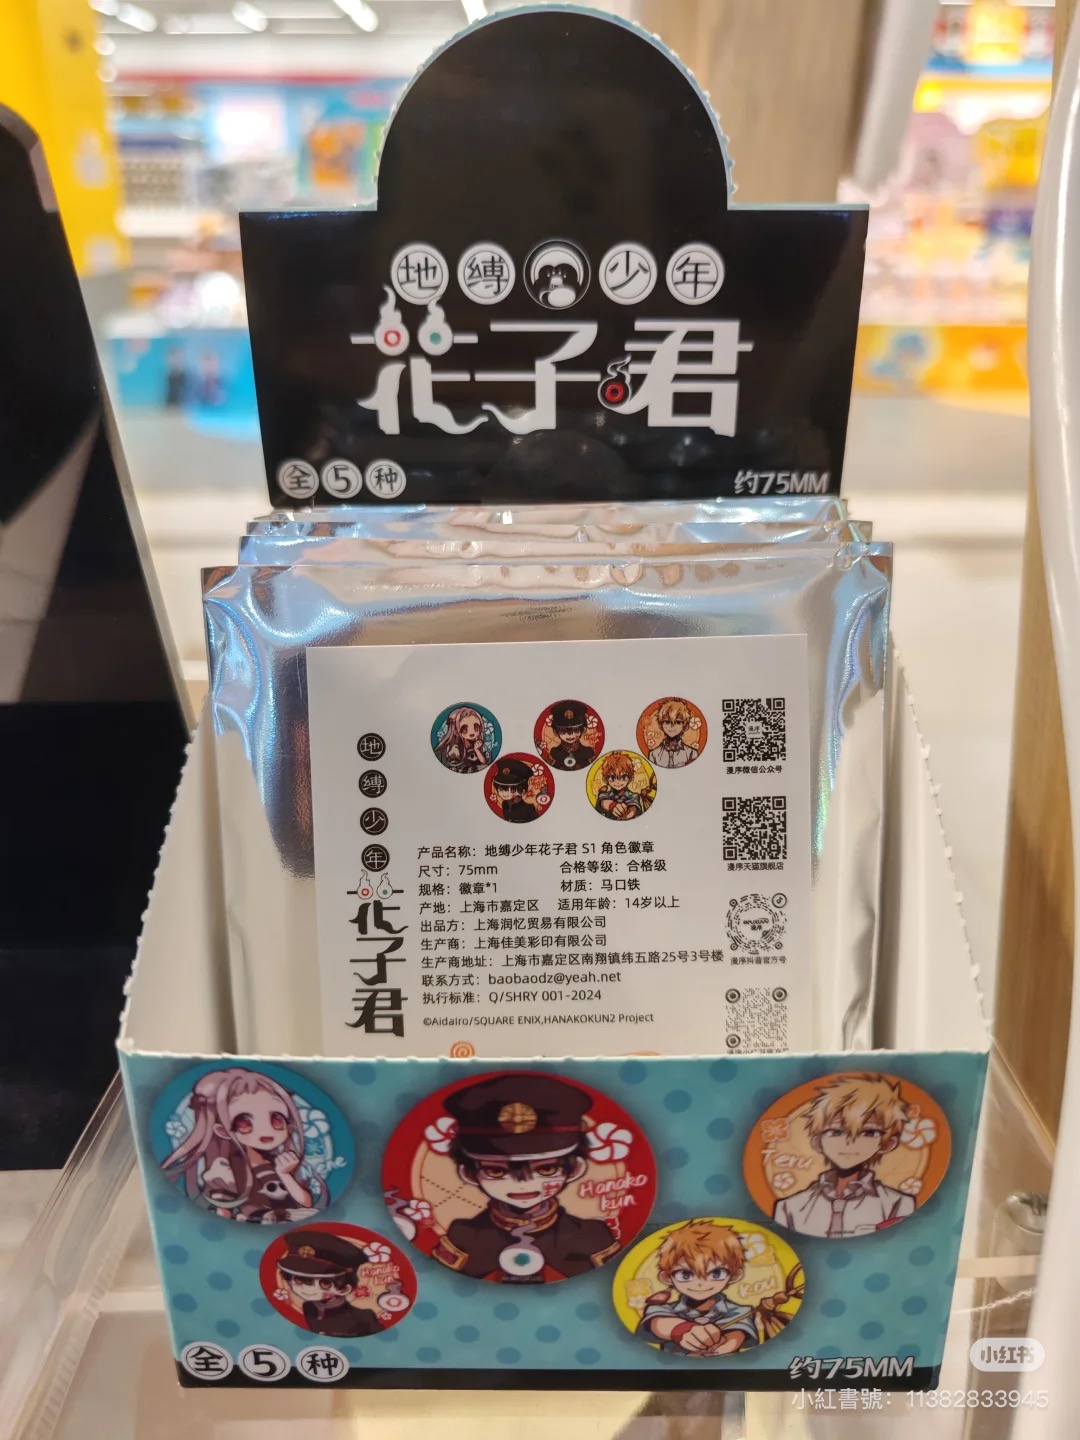 地缚少年
花子君
全5种
约75MM
地缚少年花子君
漫序微信公众号
漫序天猫旗舰店
漫序抖音官方号
产品名称：地缚少年花子君 S1 角色徽章
尺寸：75mm 合格等级：合格级
规格：徽章*1 材质：马口铁
产地：上海市嘉定区 适用年龄：14岁以上
出品方：上海润忆贸易有限公司
生产商：上海佳美彩印有限公司
生产商地址：上海市嘉定区南翔镇纬五路25号3号楼
联系方式：baobaodz@yeah.net
执行标准：Q/SHRY 001-2024
©AidaIro/SQUARE ENIX,HANAKOKUN2 Project
Hanako
kun
Teru
Hanako
kun
KOU
全5种
约75MM
小红书
小紅書號：11382833945